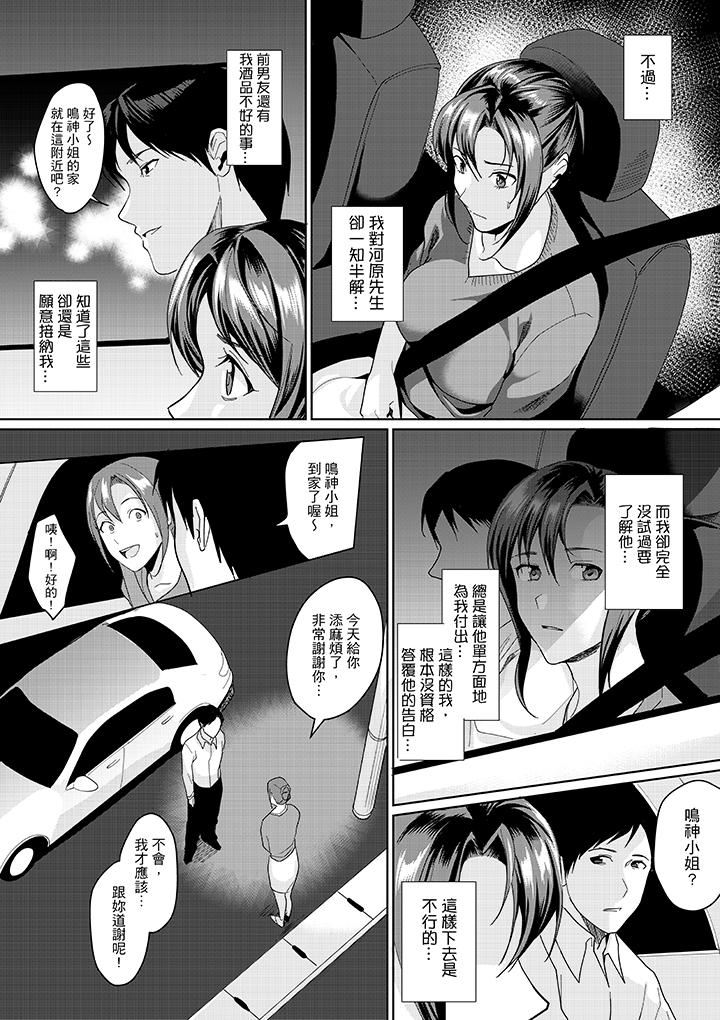 不過…
我對河原先生
卻一知半解…
前男友還有
我酒品不好的事…
好了～
鳴神小姐的家
就在這附近吧？
知道了這些
卻還是
願意接納我…
而我卻完全
沒試過要
了解他…
總是讓他單方面地
為我付出…
這樣的我，
根本沒資格
答覆他的告白…
鳴神小姐？
這樣下去是
不行的…
鳴神小姐，
到家了喔～
咦！啊！好的！
今天給你
添麻煩了，
非常謝謝你…
不會，
我才應該…
跟妳道謝呢！